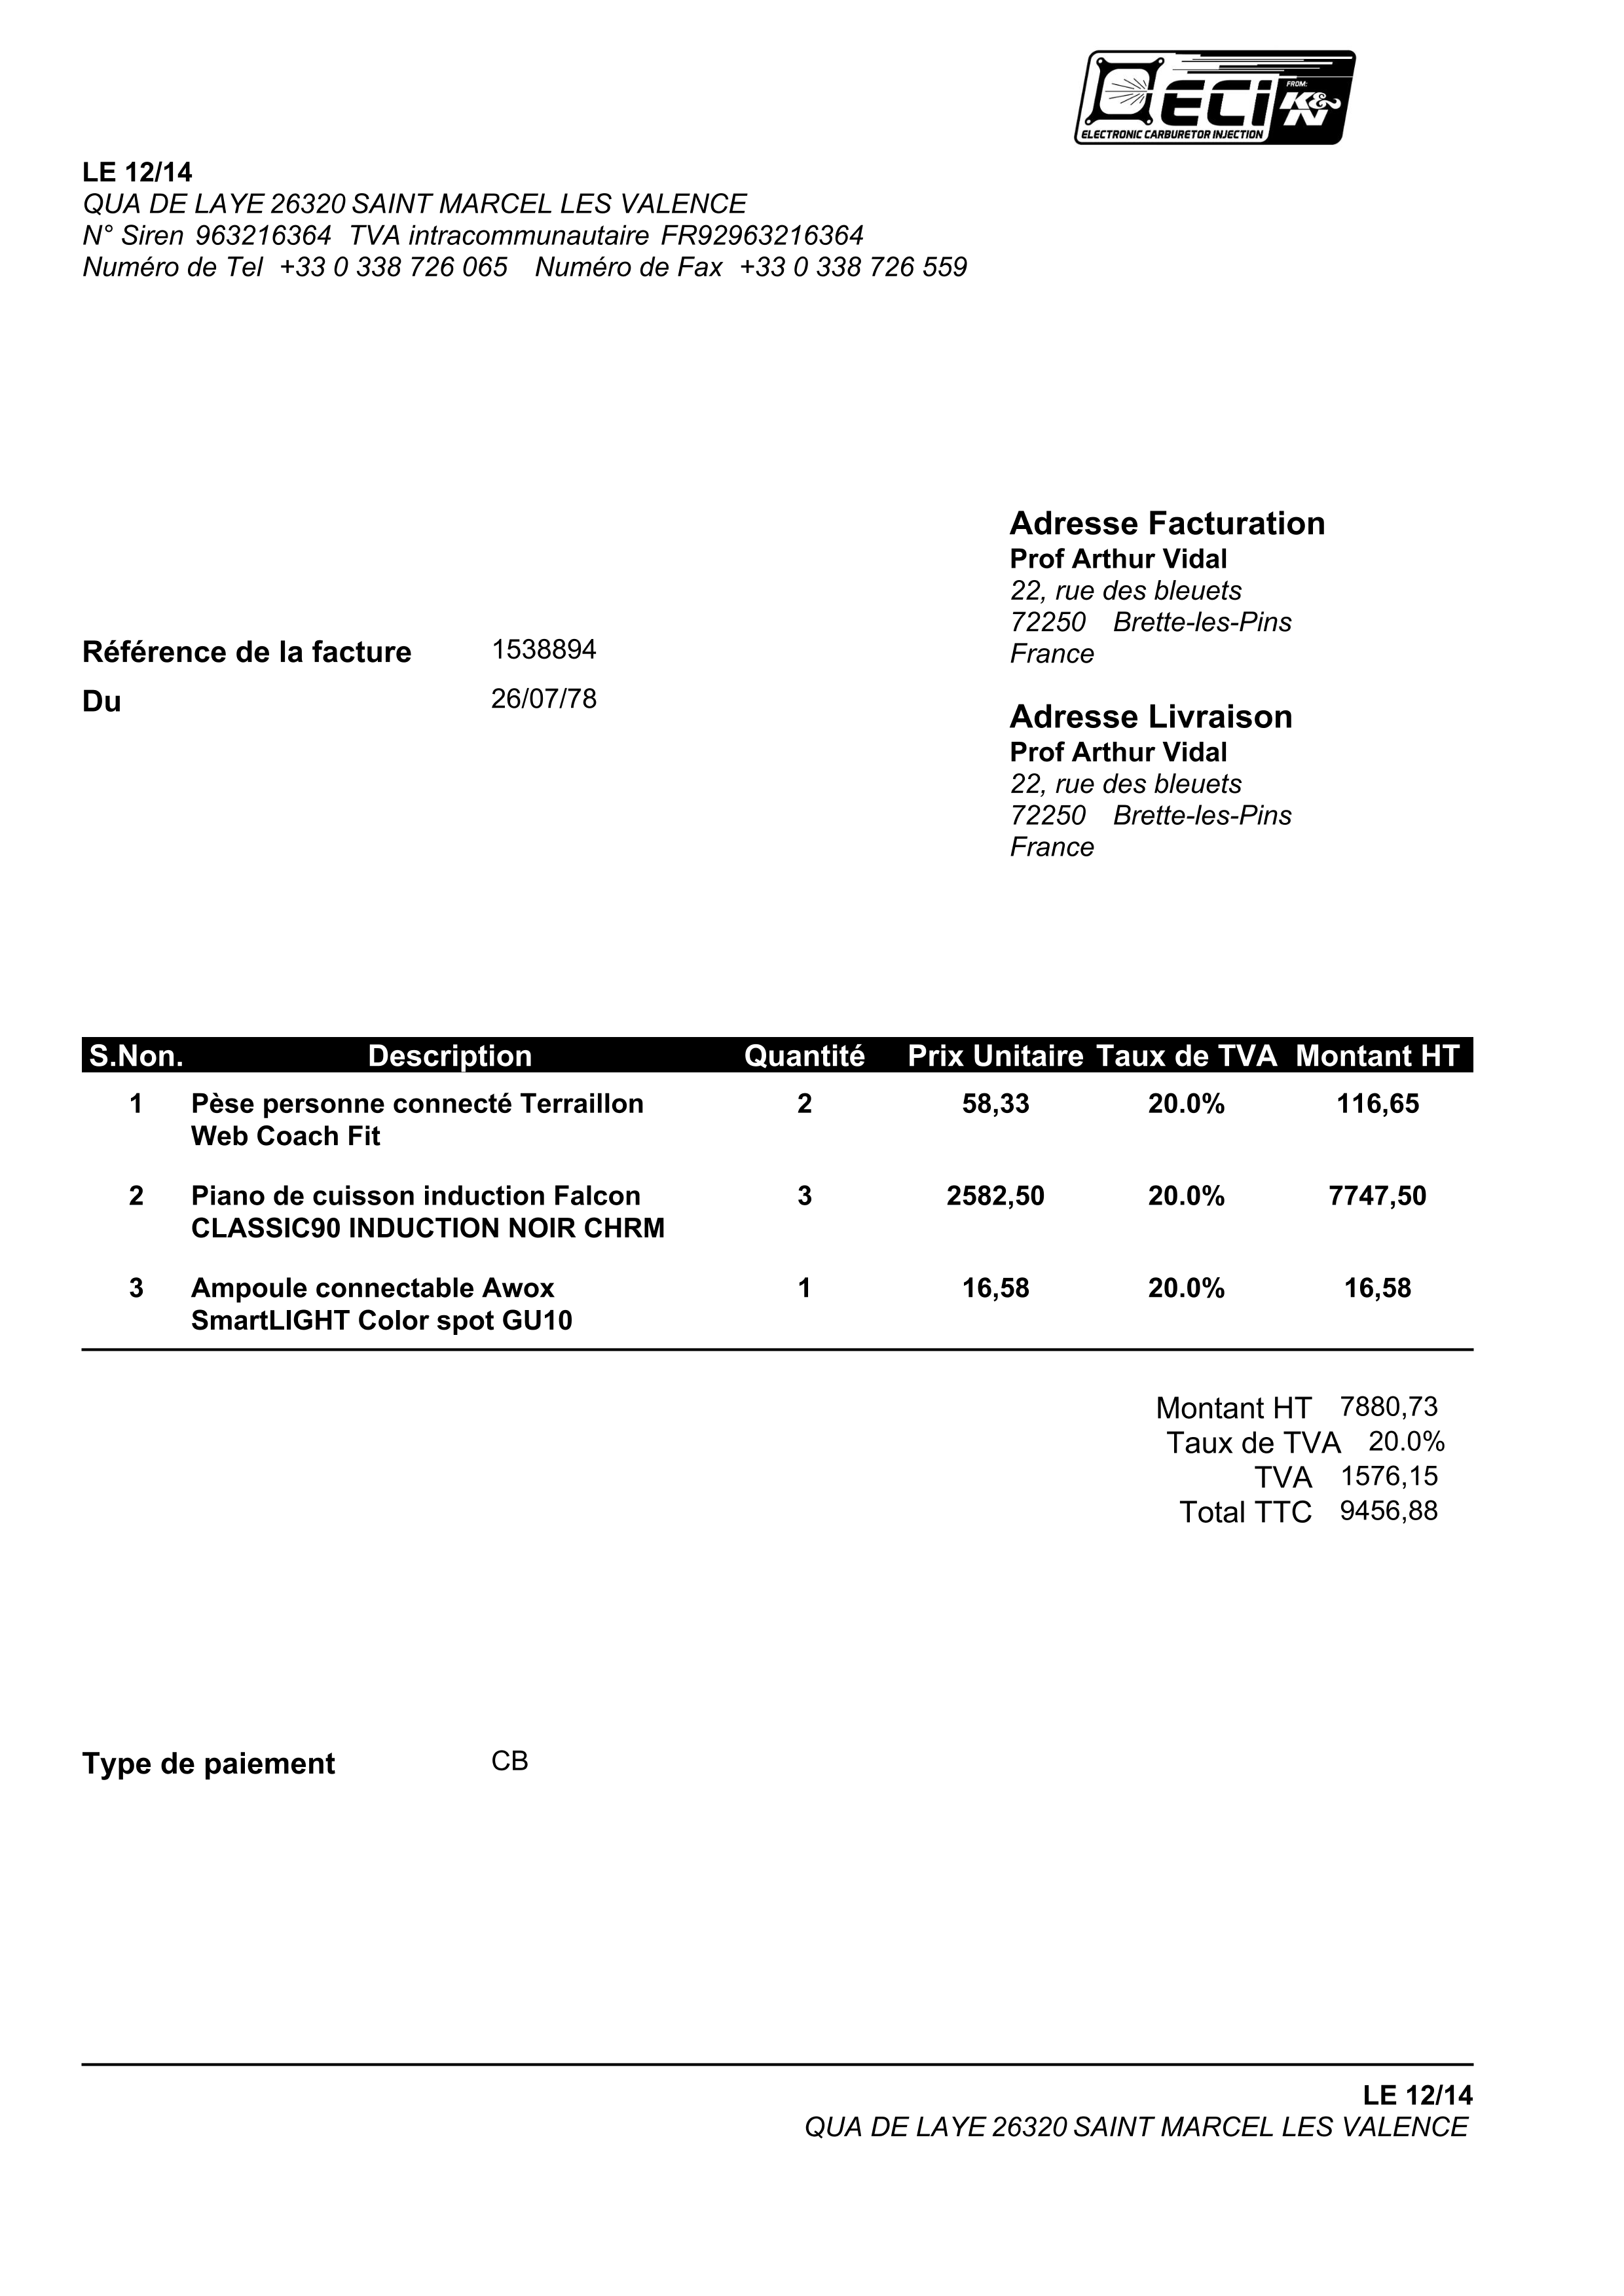 ECi
FROM:
K&N
ELECTRONIC CARBURETOR INJECTION
LE 12/14
QUA DE LAYE 26320 SAINT MARCEL LES VALENCE
N° Siren 963216364 TVA intracommunautaire FR92963216364
Numéro de Tel +33 0 338 726 065 Numéro de Fax +33 0 338 726 559
Adresse Facturation
Prof Arthur Vidal
22, rue des bleuets
72250 Brette-les-Pins
France
Référence de la facture 1538894
Du 26/07/78
Adresse Livraison
Prof Arthur Vidal
22, rue des bleuets
72250 Brette-les-Pins
France
S.Non. Description Quantité Prix Unitaire Taux de TVA Montant HT
1 Pèse personne connecté Terraillon 2 58,33 20.0% 116,65
Web Coach Fit
2 Piano de cuisson induction Falcon 3 2582,50 20.0% 7747,50
CLASSIC90 INDUCTION NOIR CHRM
3 Ampoule connectable Awox 1 16,58 20.0% 16,58
SmartLIGHT Color spot GU10
Montant HT 7880,73
Taux de TVA 20.0%
TVA 1576,15
Total TTC 9456,88
Type de paiement CB
LE 12/14
QUA DE LAYE 26320 SAINT MARCEL LES VALENCE